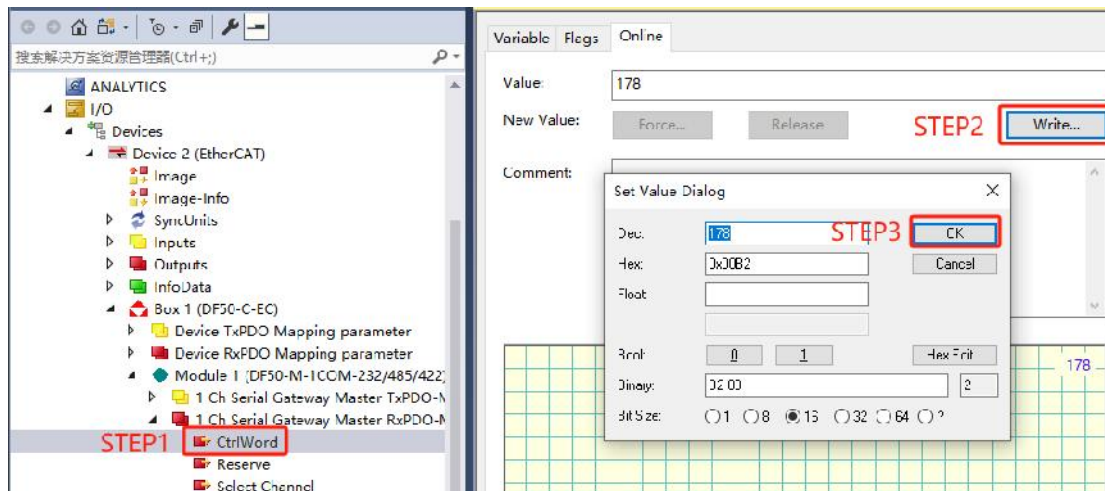 搜索解决方案资源管理器(Ctrl+;)
ANALYTICS
I/O
Devices
Device 2 (EtherCAT)
Image
Image-Info
SyncUnits
Inputs
Outputs
InfoData
Box 1 (DF50-C-EC)
Device TxPDO Mapping parameter
Device RxPDO Mapping parameter
Module 1 (DF50-M-1COM-232/485/422)
1 Ch Serial Gateway Master TxPDO-M
1 Ch Serial Gateway Master RxPDO-M
STEP1 CtrlWord
Reserve
Select Channel
Variable Flags Online
Value: 178
New Value: Force... Release STEP2 Write...
Comment:
Set Value Dialog
Dec: 178 STEP3 OK
Hex: 0x00B2 Cancel
Float:
Bool: 0 1 Hex Edit...
Binary: B2 00 2
Bit Size: 1 8 16 32 64 ?
178